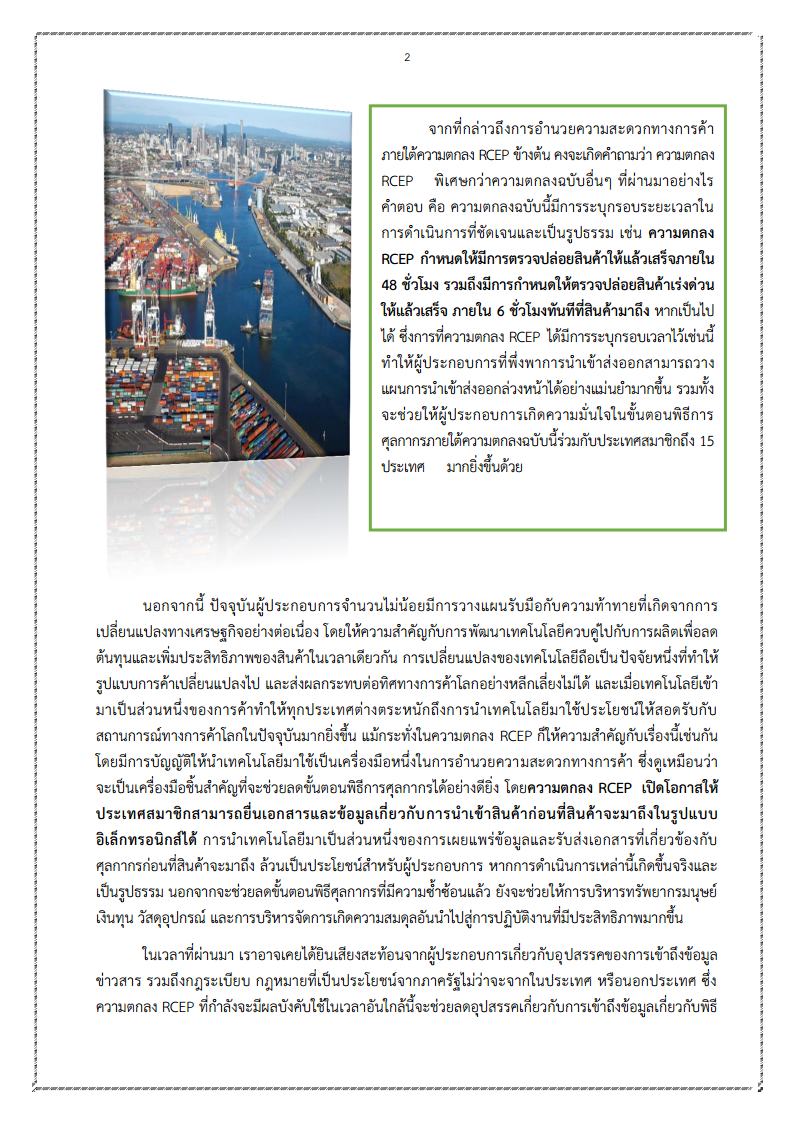 2
จากที่กล่าวถึงการอำนวยความสะดวกทางการค้า
ภายใต้ความตกลง RCEP ข้างต้น คงจะเกิดคำถามว่า ความตกลง
RCEP พิเศษกว่าความตกลงฉบับอื่นๆ ที่ผ่านมาอย่างไร
คำตอบ คือ ความตกลงฉบับนี้มีการระบุกรอบระยะเวลาใน
การดำเนินการที่ชัดเจนและเป็นรูปธรรม เช่น ความตกลง
RCEP กำหนดให้มีการตรวจปล่อยสินค้าให้แล้วเสร็จภายใน
48 ชั่วโมง รวมถึงมีการกำหนดให้ตรวจปล่อยสินค้าเร่งด่วน
ให้แล้วเสร็จ ภายใน 6 ชั่วโมงทันทีที่สินค้ามาถึง หากเป็นไป
ได้ ซึ่งการที่ความตกลง RCEP ได้มีการระบุกรอบเวลาไว้เช่นนี้
ทำให้ผู้ประกอบการที่พึ่งพาการนำเข้าส่งออกสามารถวาง
แผนการนำเข้าส่งออกล่วงหน้าได้อย่างแม่นยำมากขึ้น รวมทั้ง
จะช่วยให้ผู้ประกอบการเกิดความมั่นใจในขั้นตอนพิธีการ
ศุลกากรภายใต้ความตกลงฉบับนี้ร่วมกับประเทศสมาชิกถึง 15
ประเทศ มากยิ่งขึ้นด้วย
นอกจากนี้ ปัจจุบันผู้ประกอบการจำนวนไม่น้อยมีการวางแผนรับมือกับความท้าทายที่เกิดจากการ
เปลี่ยนแปลงทางเศรษฐกิจอย่างต่อเนื่อง โดยให้ความสำคัญกับการพัฒนาเทคโนโลยีควบคู่ไปกับการผลิตเพื่อลด
ต้นทุนและเพิ่มประสิทธิภาพของสินค้าในเวลาเดียวกัน การเปลี่ยนแปลงของเทคโนโลยีถือเป็นปัจจัยหนึ่งที่ทำให้
รูปแบบการค้าเปลี่ยนแปลงไป และส่งผลกระทบต่อทิศทางการค้าโลกอย่างหลีกเลี่ยงไม่ได้ และเมื่อเทคโนโลยีเข้า
มาเป็นส่วนหนึ่งของการค้าทำให้ทุกประเทศต่างตระหนักถึงการนำเทคโนโลยีมาใช้ประโยชน์ให้สอดรับกับ
สถานการณ์ทางการค้าโลกในปัจจุบันมากยิ่งขึ้น แม้กระทั่งในความตกลง RCEP ก็ให้ความสำคัญกับเรื่องนี้เช่นกัน
โดยมีการบัญญัติให้นำเทคโนโลยีมาใช้เป็นเครื่องมือหนึ่งในการอำนวยความสะดวกทางการค้า ซึ่งดูเหมือนว่า
จะเป็นเครื่องมือชิ้นสำคัญที่จะช่วยลดขั้นตอนพิธีการศุลกากรได้อย่างดียิ่ง โดยความตกลง RCEP เปิดโอกาสให้
ประเทศสมาชิกสามารถยื่นเอกสารและข้อมูลเกี่ยวกับการนำเข้าสินค้าก่อนที่สินค้าจะมาถึงในรูปแบบ
อิเล็กทรอนิกส์ได้ การนำเทคโนโลยีมาเป็นส่วนหนึ่งของการเผยแพร่ข้อมูลและรับส่งเอกสารที่เกี่ยวข้องกับ
ศุลกากรก่อนที่สินค้าจะมาถึง ล้วนเป็นประโยชน์สำหรับผู้ประกอบการ หากการดำเนินการเหล่านี้เกิดขึ้นจริงและ
เป็นรูปธรรม นอกจากจะช่วยลดขั้นตอนพิธีศุลกากรที่มีความซ้ำซ้อนแล้ว ยังจะช่วยให้การบริหารทรัพยากรมนุษย์
เงินทุน วัสดุอุปกรณ์ และการบริหารจัดการเกิดความสมดุลอันนำไปสู่การปฏิบัติงานที่มีประสิทธิภาพมากขึ้น
ในเวลาที่ผ่านมา เราอาจเคยได้ยินเสียงสะท้อนจากผู้ประกอบการเกี่ยวกับอุปสรรคของการเข้าถึงข้อมูล
ข่าวสาร รวมถึงกฎระเบียบ กฎหมายที่เป็นประโยชน์จากภาครัฐไม่ว่าจะจากในประเทศ หรือนอกประเทศ ซึ่ง
ความตกลง RCEP ที่กำลังจะมีผลบังคับใช้ในเวลาอันใกล้นี้จะช่วยลดอุปสรรคเกี่ยวกับการเข้าถึงข้อมูลเกี่ยวกับพิธี